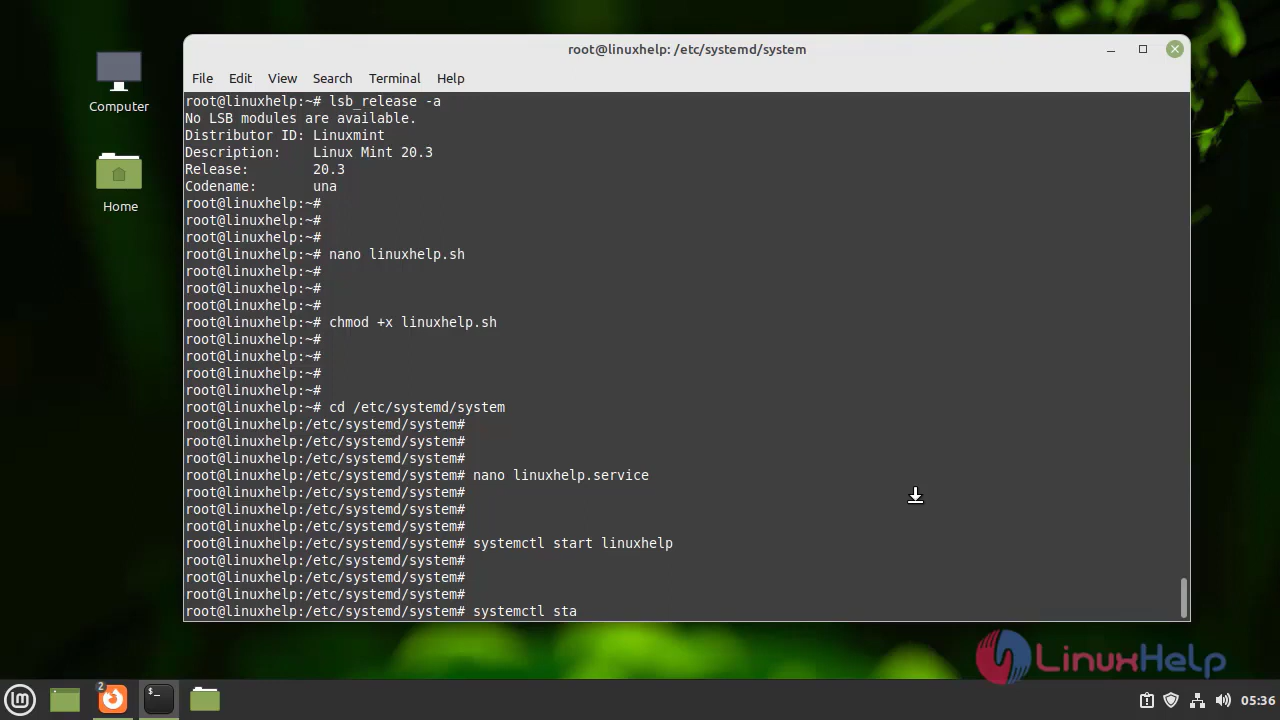 root@linuxhelp: /etc/systemd/system
File Edit View Search Terminal Help
Computer
Home
root@linuxhelp:~# lsb_release -a
No LSB modules are available.
Distributor ID: Linuxmint
Description:    Linux Mint 20.3
Release:        20.3
Codename:       una
root@linuxhelp:~#
root@linuxhelp:~#
root@linuxhelp:~#
root@linuxhelp:~# nano linuxhelp.sh
root@linuxhelp:~#
root@linuxhelp:~#
root@linuxhelp:~#
root@linuxhelp:~# chmod +x linuxhelp.sh
root@linuxhelp:~#
root@linuxhelp:~#
root@linuxhelp:~#
root@linuxhelp:~#
root@linuxhelp:~# cd /etc/systemd/system
root@linuxhelp:/etc/systemd/system#
root@linuxhelp:/etc/systemd/system#
root@linuxhelp:/etc/systemd/system#
root@linuxhelp:/etc/systemd/system# nano linuxhelp.service
root@linuxhelp:/etc/systemd/system#
root@linuxhelp:/etc/systemd/system#
root@linuxhelp:/etc/systemd/system#
root@linuxhelp:/etc/systemd/system# systemctl start linuxhelp
root@linuxhelp:/etc/systemd/system#
root@linuxhelp:/etc/systemd/system#
root@linuxhelp:/etc/systemd/system#
root@linuxhelp:/etc/systemd/system# systemctl sta
LinuxHelp
2
$_
05:36